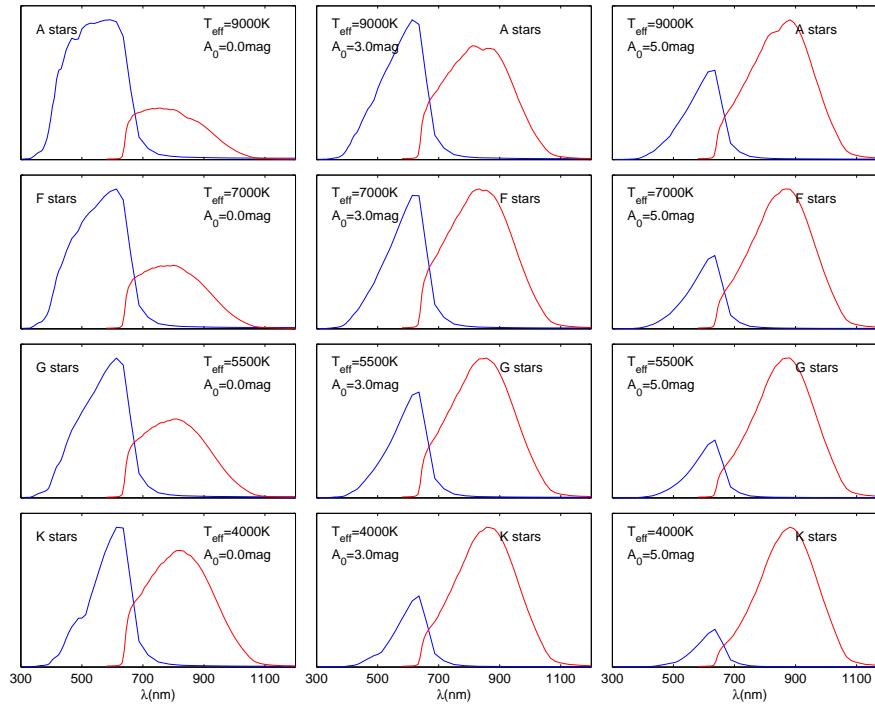 A stars
T_eff=9000K
A_0=0.0mag
T_eff=9000K
A_0=3.0mag
A stars
T_eff=9000K
A_0=5.0mag
A stars
F stars
T_eff=7000K
A_0=0.0mag
T_eff=7000K
A_0=3.0mag
F stars
T_eff=7000K
A_0=5.0mag
F stars
G stars
T_eff=5500K
A_0=0.0mag
T_eff=5500K
A_0=3.0mag
G stars
T_eff=5500K
A_0=5.0mag
G stars
K stars
T_eff=4000K
A_0=0.0mag
T_eff=4000K
A_0=3.0mag
K stars
T_eff=4000K
A_0=5.0mag
K stars
300 500 700 900 1100
300 500 700 900 1100
300 500 700 900 1100
λ(nm)
λ(nm)
λ(nm)